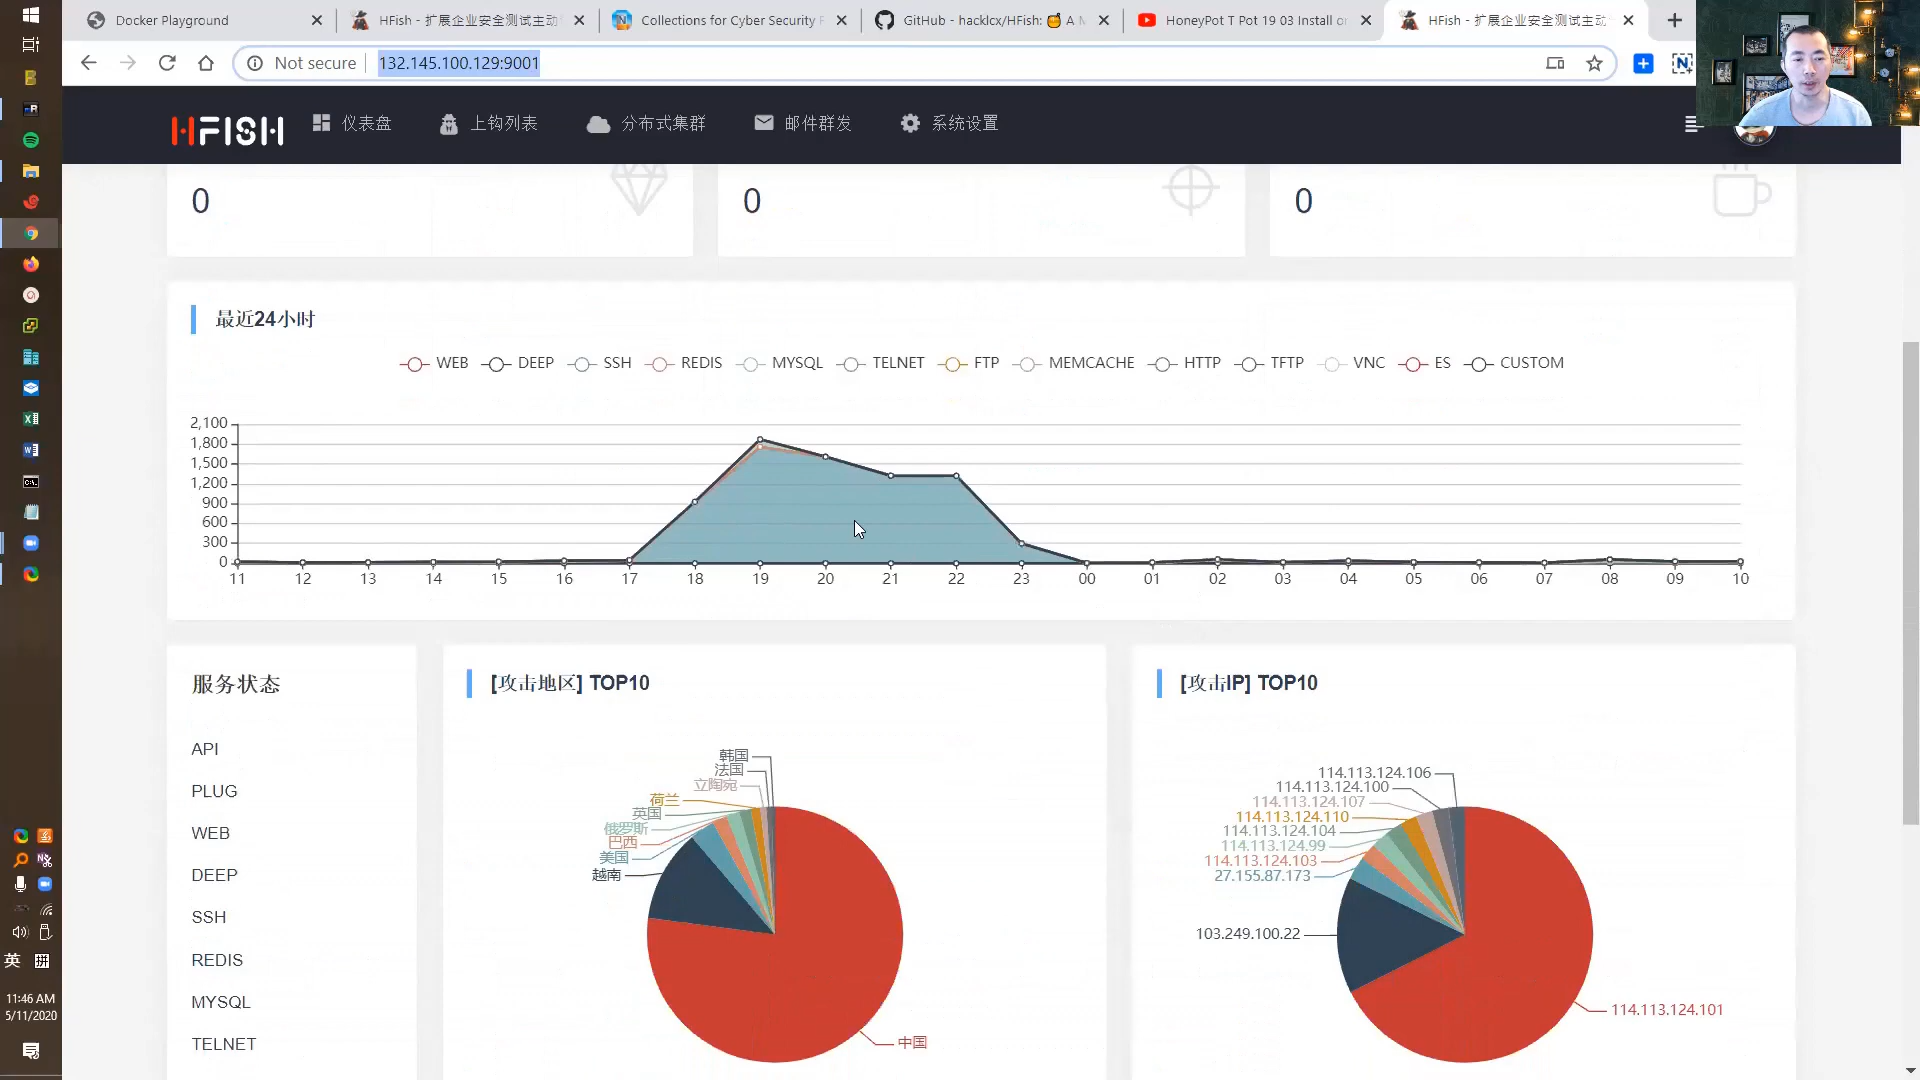 Docker Playground
HFish - 扩展企业安全测试主动
Collections for Cyber Security
GitHub - hacklcx/HFish: 🍯 A
HoneyPot T Pot 19 03 Install
HFish - 扩展企业安全测试主动
Not secure
132.145.100.129:9001
HFISH
仪表盘
上钩列表
分布式集群
邮件群发
系统设置
0
0
0
最近24小时
WEB DEEP SSH REDIS MYSQL TELNET FTP MEMCACHE HTTP TFTP VNC ES CUSTOM
2,100
1,800
1,500
1,200
900
600
300
0
11 12 13 14 15 16 17 18 19 20 21 22 23 00 01 02 03 04 05 06 07 08 09 10
服务状态
API
PLUG
WEB
DEEP
SSH
REDIS
MYSQL
TELNET
[攻击地区] TOP10
韩国
法国
立陶宛
荷兰
英国
俄罗斯
巴西
美国
越南
中国
[攻击IP] TOP10
114.113.124.106
114.113.124.100
114.113.124.107
114.113.124.110
114.113.124.104
114.113.124.99
114.113.124.103
27.155.87.173
103.249.100.22
114.113.124.101
英 拼
11:46 AM
5/11/2020